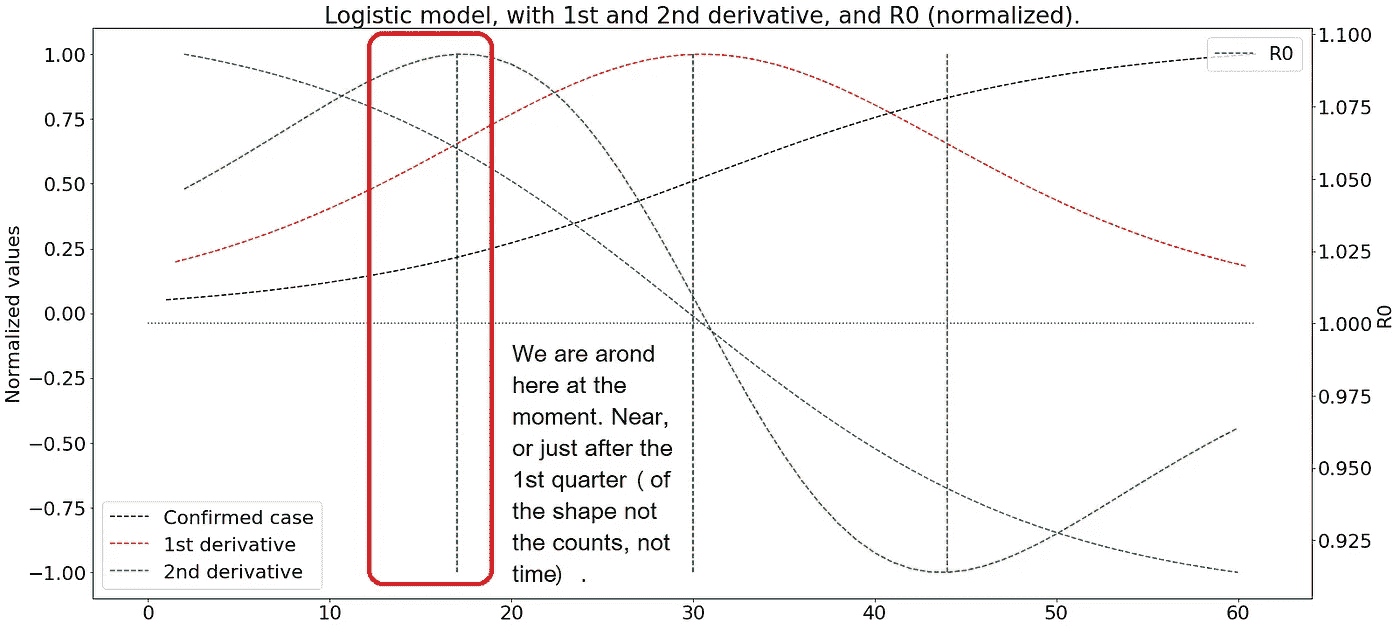 Logistic model, with 1st and 2nd derivative, and R0 (normalized).
R0
1.00
0.75
0.50
0.25
0.00
−0.25
−0.50
−0.75
−1.00
Normalized values
1.100
1.075
1.050
1.025
1.000
0.975
0.950
0.925
R0
We are arond
here at the
moment. Near,
or just after the
1st quarter ( of
the shape not
the counts, not
time) .
Confirmed case
1st derivative
2nd derivative
0
10
20
30
40
50
60